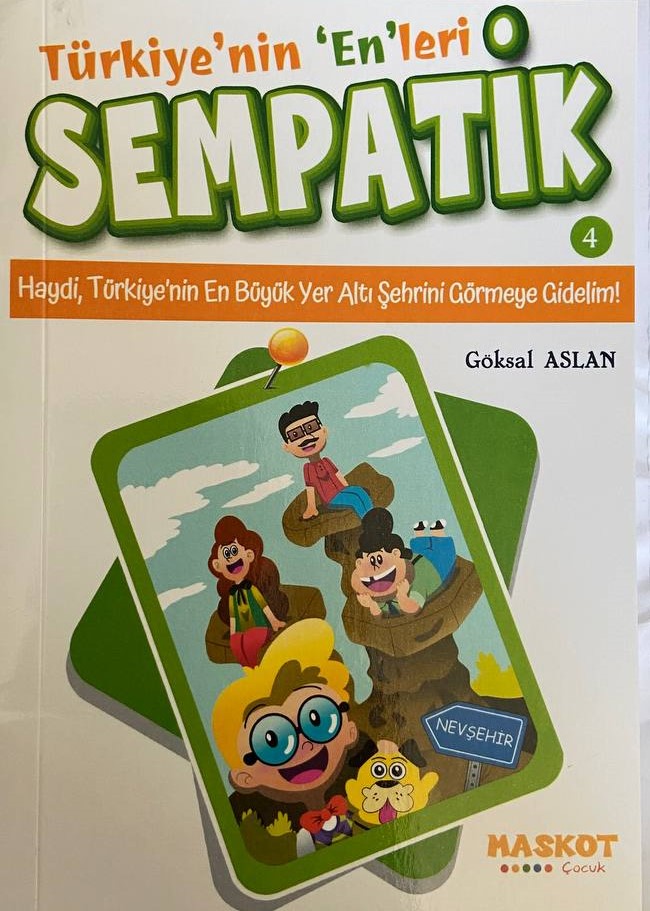 Türkiye'nin 'En'leri
SEMPATİK
4
Haydi, Türkiye'nin En Büyük Yer Altı Şehrini Görmeye Gidelim!
Göksal ASLAN
NEVŞEHİR
MASKOT
Çocuk